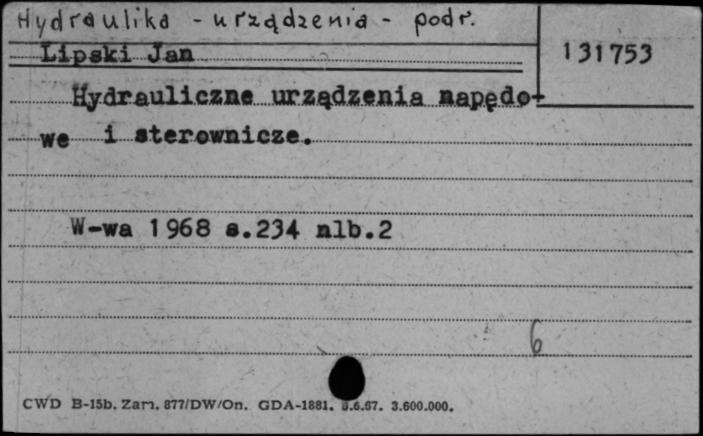 Hydraulika - urządzenia - podr.
Lipski Jan
131753
Hydrauliczne urządzenia napędo-
we i sterownicze.
W-wa 1968 s.234 nlb.2
6
CWD B-15b. Zam. 877/DW/On. GDA-1881. 5.6.67. 3.600.000.